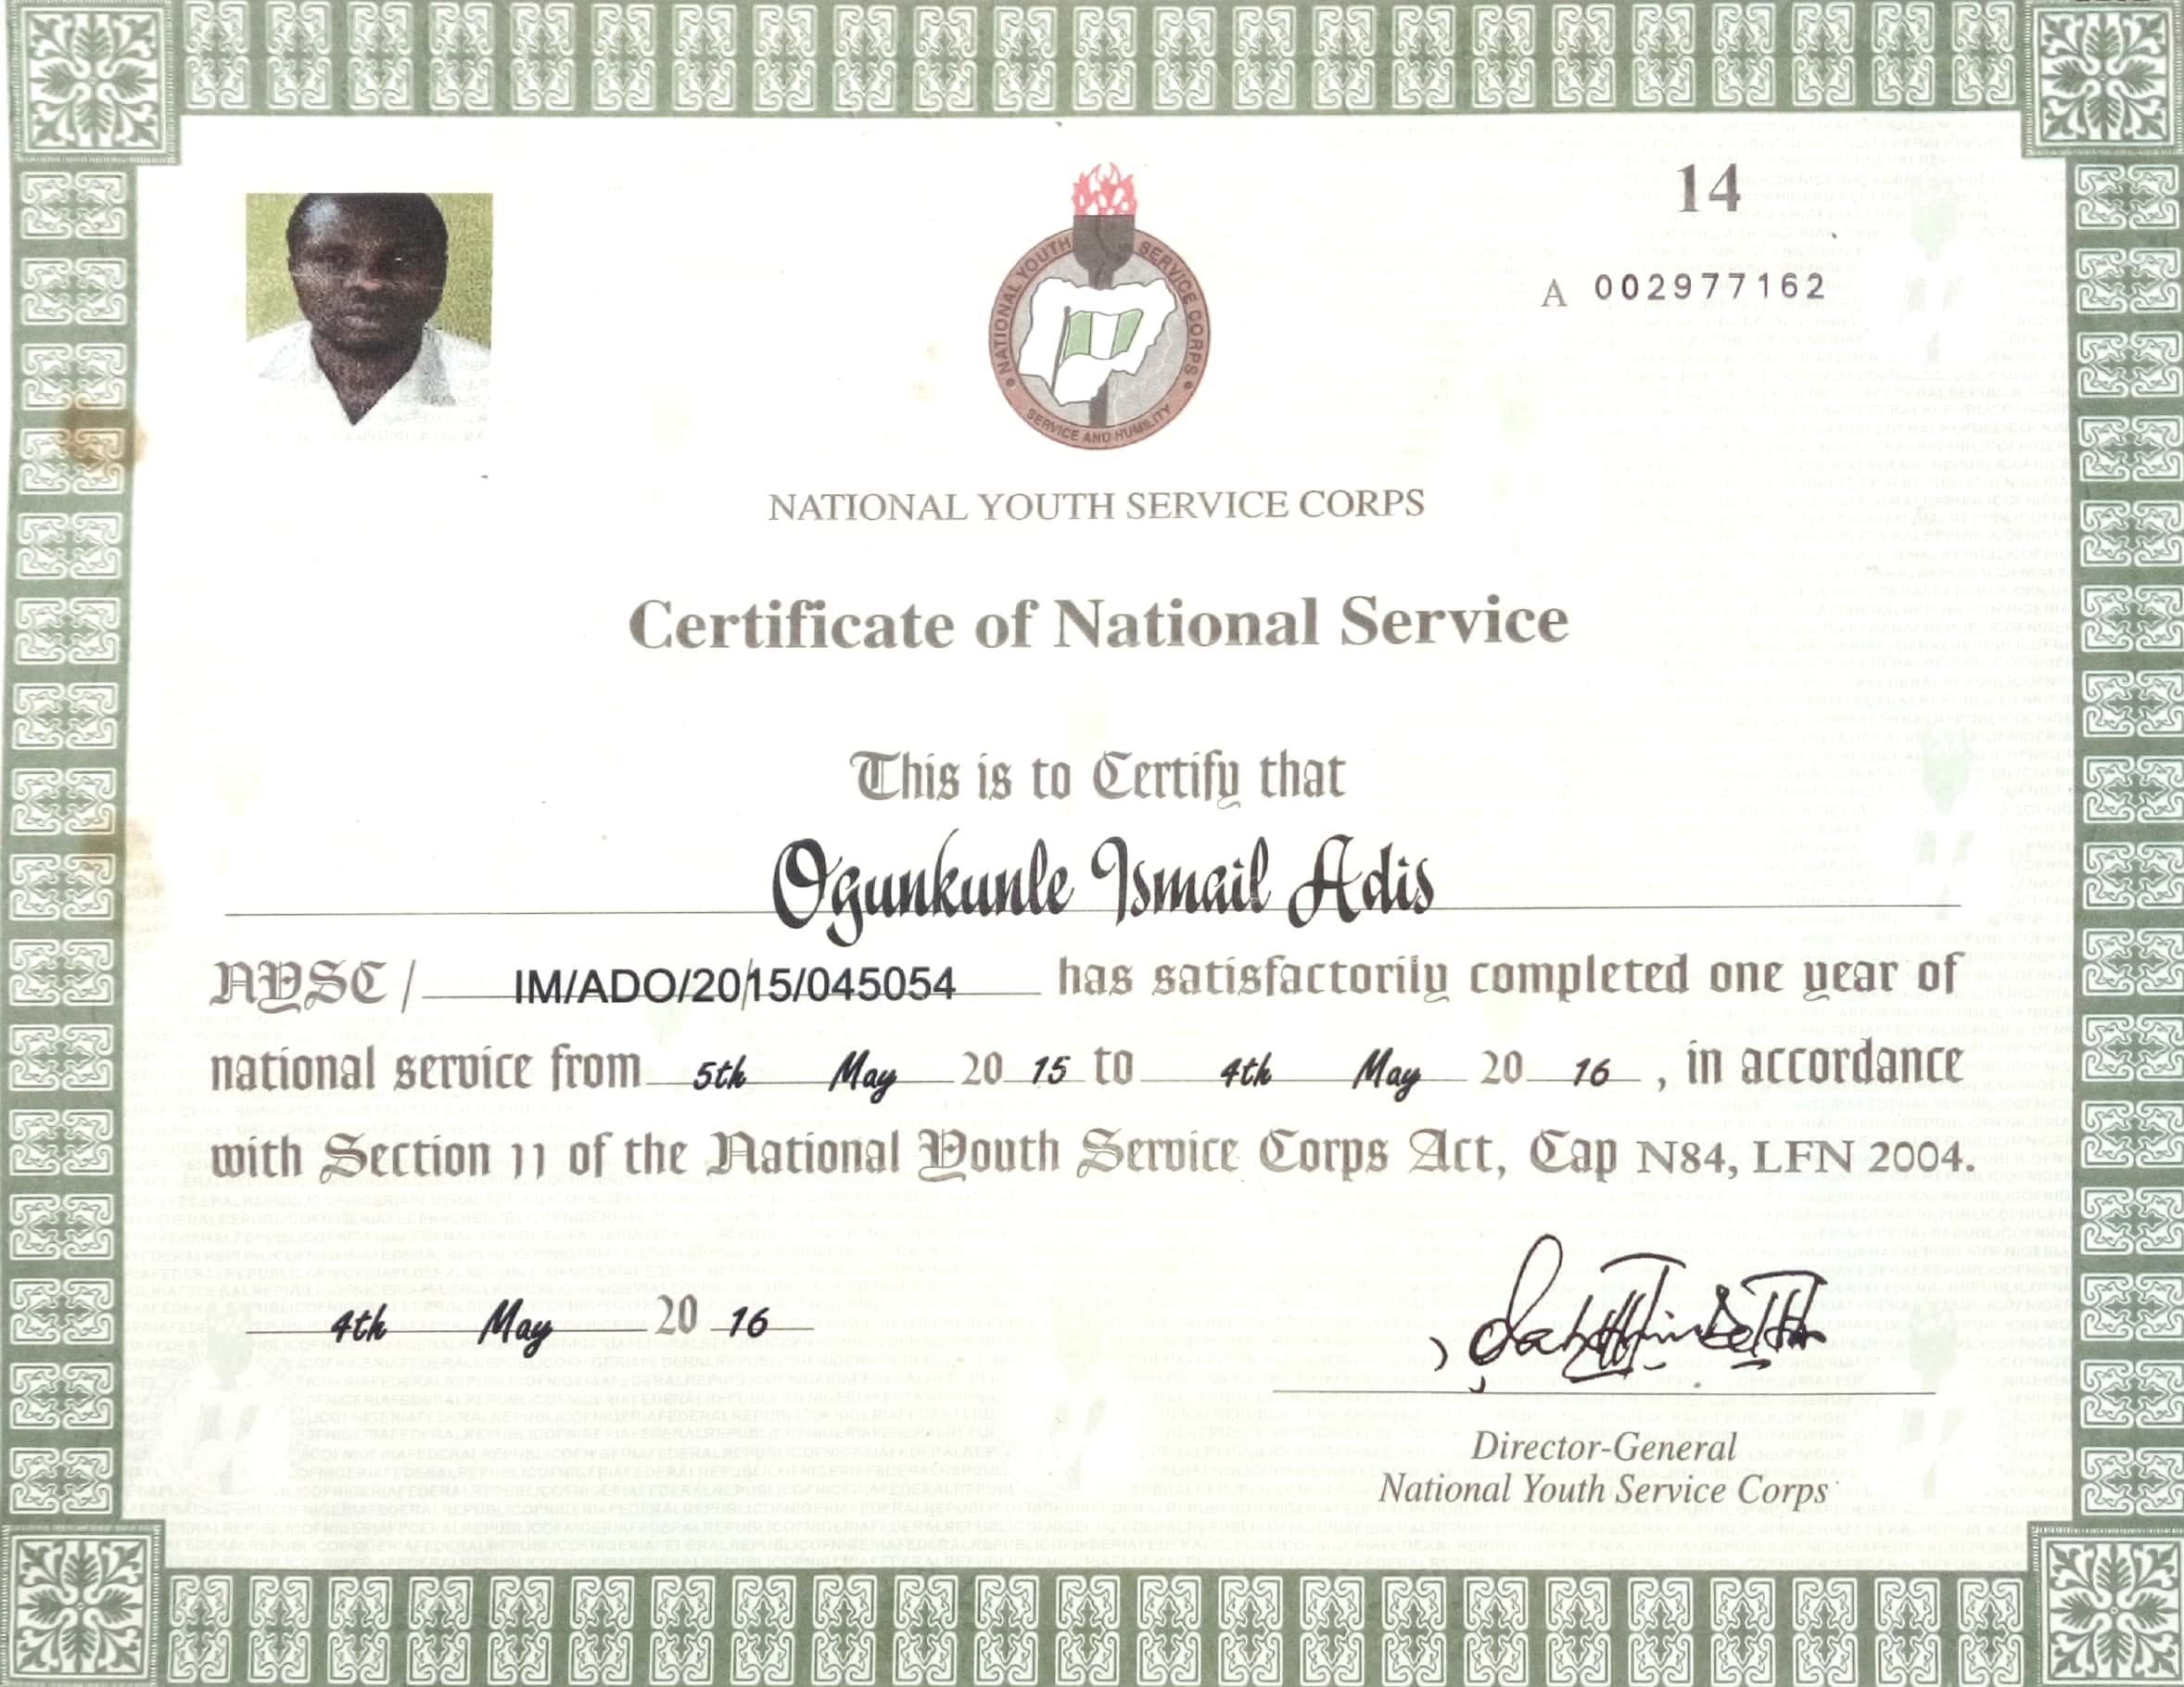 14
A 002977162
NATIONAL YOUTH SERVICE CORPS
SERVICE AND HUMILITY
NATIONAL YOUTH SERVICE CORPS
Certificate of National Service
This is to Certify that
Ogunkunle Ismail Adis
NYSC / IM/ADO/2015/045054 has satisfactorily completed one year of
national service from 5th May 20 15 to 4th May 20 16 , in accordance
with Section 11 of the National Youth Service Corps Act, Cap N84, LFN 2004.
4th May 20 16
Director-General
National Youth Service Corps